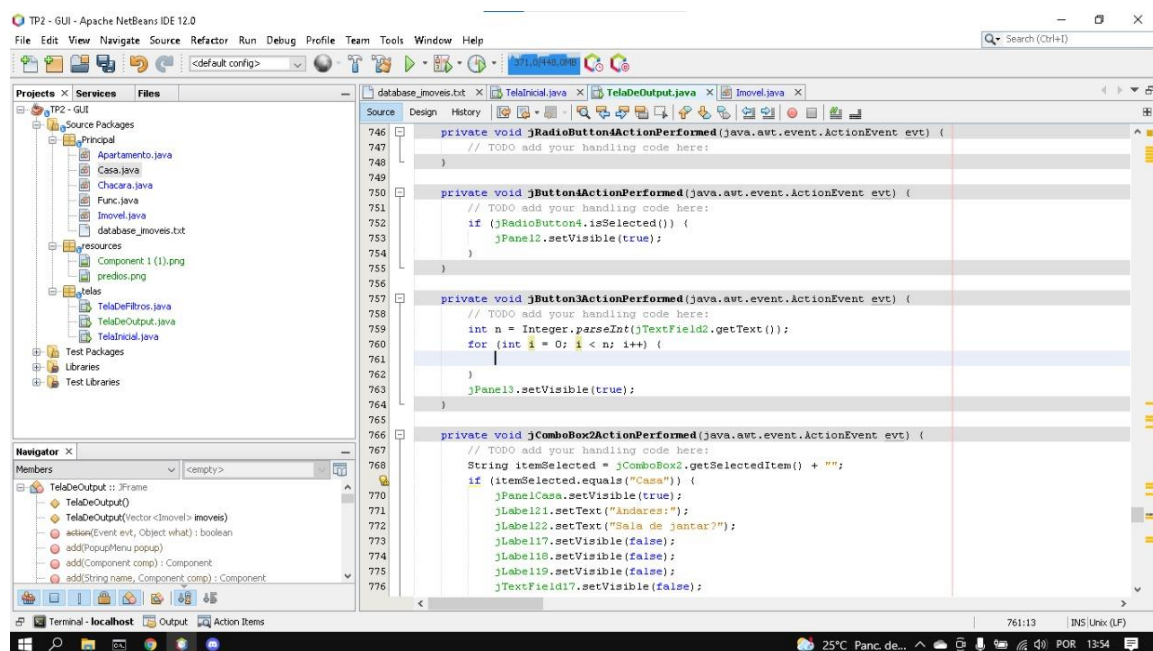 TP2 - GUI - Apache NetBeans IDE 12.0
File Edit View Navigate Source Refactor Run Debug Profile Team Tools Window Help
Search (Ctrl+I)
<default config>
371,0/448,0MB
Projects × Services Files
TP2 - GUI
Source Packages
Principal
Apartamento.java
Casa.java
Chacara.java
Func.java
Imovel.java
database_imoveis.txt
resources
Component 1 (1).png
predios.png
telas
TelaDeFiltros.java
TelaDeOutput.java
TelaInicial.java
Test Packages
Libraries
Test Libraries
Navigator ×
Members <empty>
TelaDeOutput :: JFrame
TelaDeOutput()
TelaDeOutput(Vector<Imovel> imoveis)
action(Event evt, Object what) : boolean
add(PopupMenu popup)
add(Component comp) : Component
add(String name, Component comp) : Component
database_imoveis.txt × TelaInicial.java × TelaDeOutput.java × Imovel.java ×
Source Design History
746 private void jRadioButton4ActionPerformed(java.awt.event.ActionEvent evt) {
747 // TODO add your handling code here:
748 }
749
750 private void jButton4ActionPerformed(java.awt.event.ActionEvent evt) {
751 // TODO add your handling code here:
752 if (jRadioButton4.isSelected()) {
753 jPanel2.setVisible(true);
754 }
755 }
756
757 private void jButton3ActionPerformed(java.awt.event.ActionEvent evt) {
758 // TODO add your handling code here:
759 int n = Integer.parseInt(jTextField2.getText());
760 for (int i = 0; i < n; i++) {
761
762 }
763 jPanel3.setVisible(true);
764 }
765
766 private void jComboBox2ActionPerformed(java.awt.event.ActionEvent evt) {
767 // TODO add your handling code here:
768 String itemSelected = jComboBox2.getSelectedItem() + "";
if (itemSelected.equals("Casa")) {
770 jPanelCasa.setVisible(true);
771 jLabel21.setText("Andares:");
772 jLabel22.setText("Sala de jantar?");
773 jLabel17.setVisible(false);
774 jLabel18.setVisible(false);
775 jLabel19.setVisible(false);
776 jTextField17.setVisible(false);
Terminal - localhost Output Action Items
761:13 INS Unix (LF)
25°C Panc. de... POR 13:54